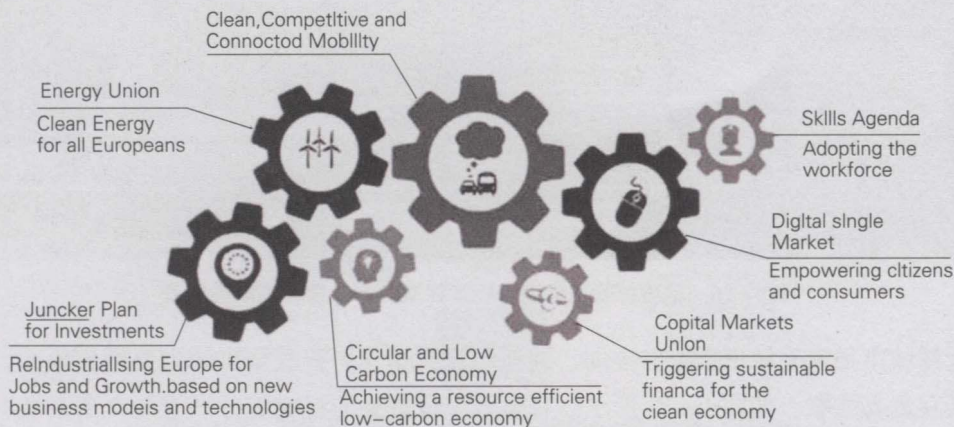 Clean,Competltive and
Connoctod Mobillty
Energy Union
Clean Energy
for all Europeans
Skllls Agenda
Adopting the
workforce
Digltal slngle
Market
Empowering cltizens
and consumers
Juncker Plan
for Investments
Relndustriallsing Europe for
Jobs and Growth.based on new
business modeis and technologies
Circular and Low
Carbon Economy
Achieving a resource efficient
low–carbon economy
Copital Markets
Unlon
Triggering sustainable
financa for the
ciean economy